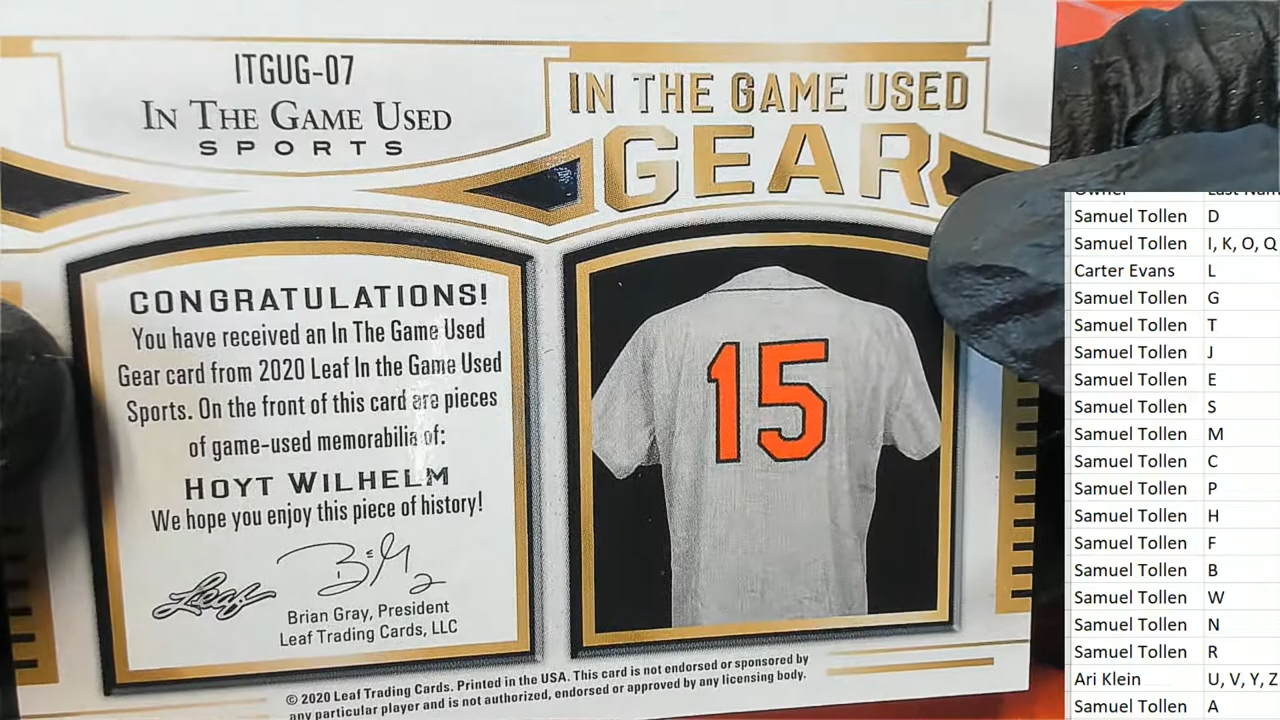 ITGUG-07
IN THE GAME USED
SPORTS
IN THE GAME USED
GEAR
CONGRATULATIONS!
You have received an In The Game Used
Gear card from 2020 Leaf In the Game Used
Sports. On the front of this card are pieces
of game-used memorabilia of:
HOYT WILHELM
We hope you enjoy this piece of history!
Leaf
Brian Gray, President
Leaf Trading Cards, LLC
15
© 2020 Leaf Trading Cards. Printed in the USA. This card is not endorsed or sponsored by
any particular player and is not authorized, endorsed or approved by any licensing body.
Samuel Tollen D
Samuel Tollen I, K, O, Q
Carter Evans L
Samuel Tollen G
Samuel Tollen T
Samuel Tollen J
Samuel Tollen E
Samuel Tollen S
Samuel Tollen M
Samuel Tollen C
Samuel Tollen P
Samuel Tollen H
Samuel Tollen F
Samuel Tollen B
Samuel Tollen W
Samuel Tollen N
Samuel Tollen R
Ari Klein U, V, Y, Z
Samuel Tollen A